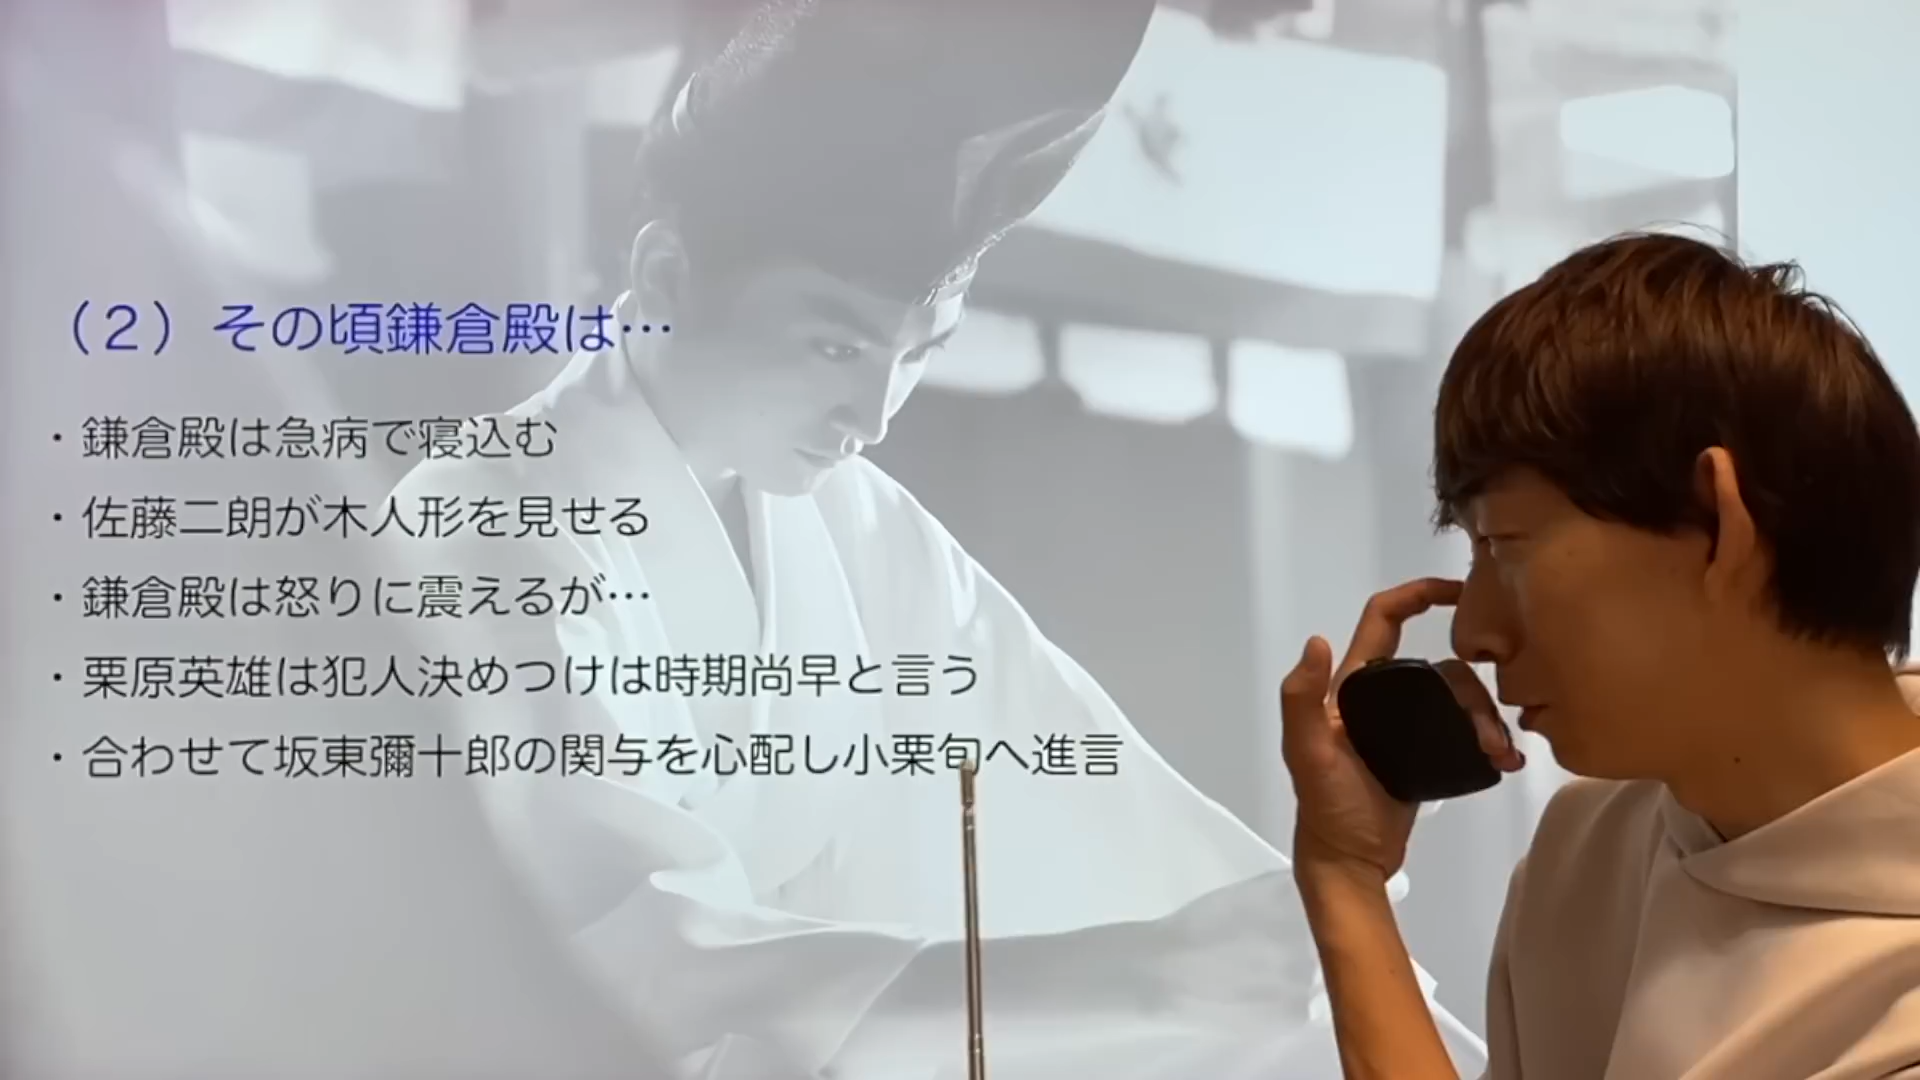 （２）その頃鎌倉殿は…
・鎌倉殿は急病で寝込む
・佐藤二朗が木人形を見せる
・鎌倉殿は怒りに震えるが…
・栗原英雄は犯人決めつけは時期尚早と言う
・合わせて坂東彌十郎の関与を心配し小栗旬へ進言